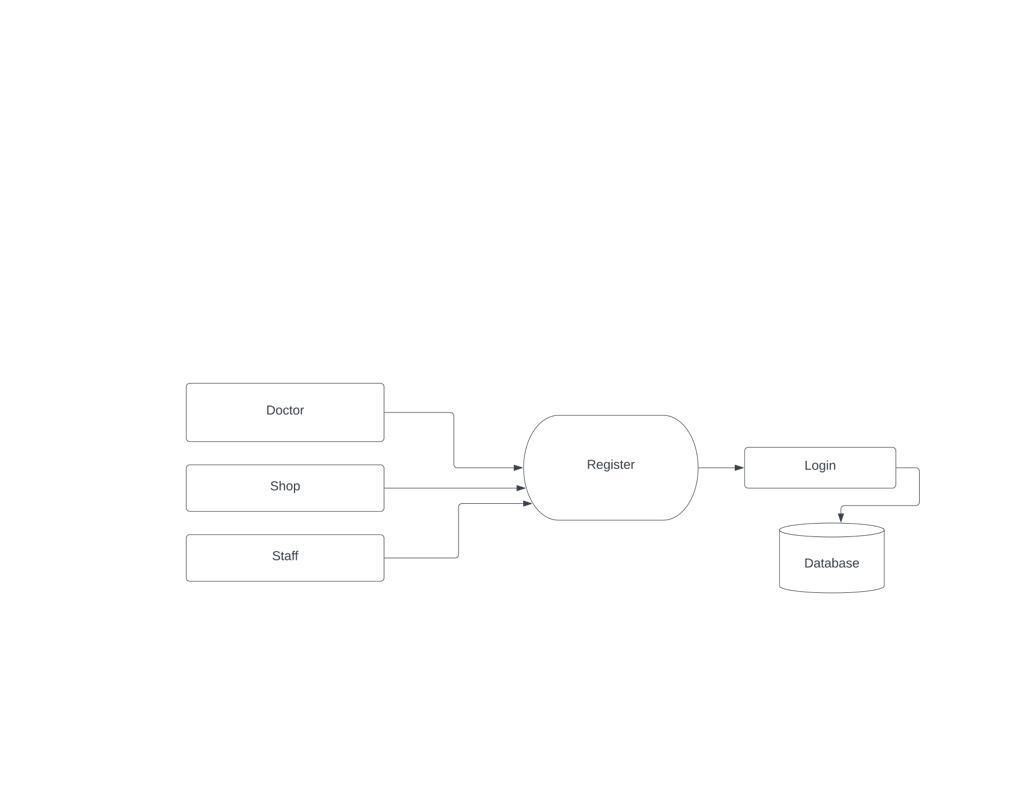 Doctor
Shop
Staff
Register
Login
Database